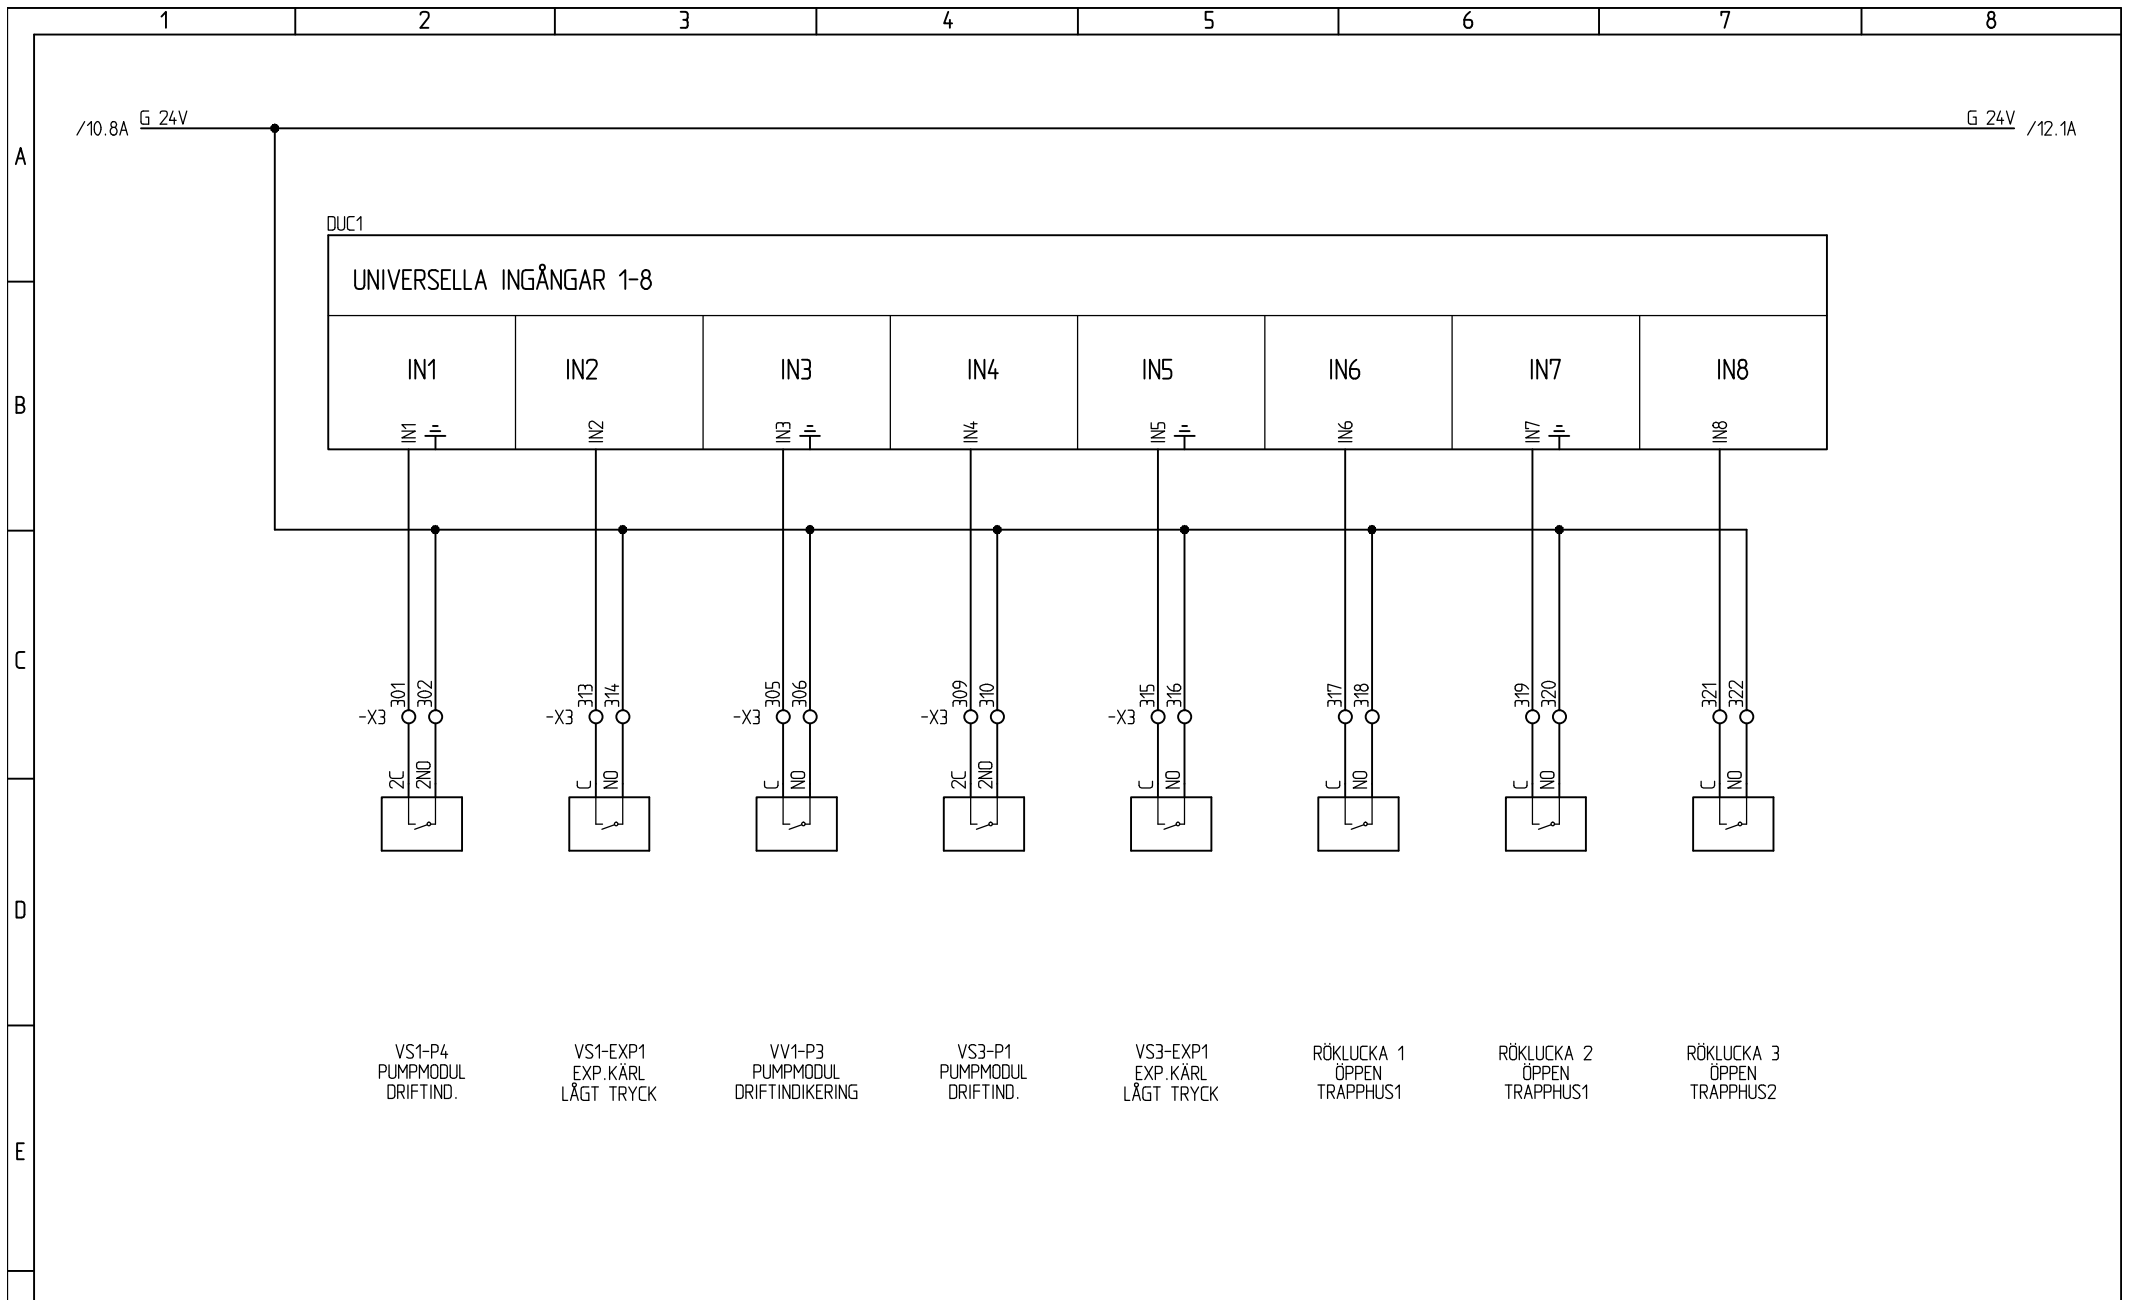 1 2 3 4 5 6 7 8
G 24V G 24V
/10.8A /12.1A
A
DUC1
UNIVERSELLA INGÅNGAR 1-8
IN1 IN2 IN3 IN4 IN5 IN6 IN7 IN8
B
IN1 IN2 IN3 IN4 IN5 IN6 IN7 IN8
C
301 302 313 314 305 306 309 310 315 316 317 318 319 320 321 322
-X3 -X3 -X3 -X3 -X3
2C 2NO C NO C NO 2C 2NO C NO C NO C NO C NO
D
VS1-P4
PUMPMODUL
DRIFTIND.
VS1-EXP1
EXP.KÄRL
LÅGT TRYCK
VV1-P3
PUMPMODUL
DRIFTINDIKERING
VS3-P1
PUMPMODUL
DRIFTIND.
VS3-EXP1
EXP.KÄRL
LÅGT TRYCK
RÖKLUCKA 1
ÖPPEN
TRAPPHUS1
RÖKLUCKA 2
ÖPPEN
TRAPPHUS1
RÖKLUCKA 3
ÖPPEN
TRAPPHUS2
E